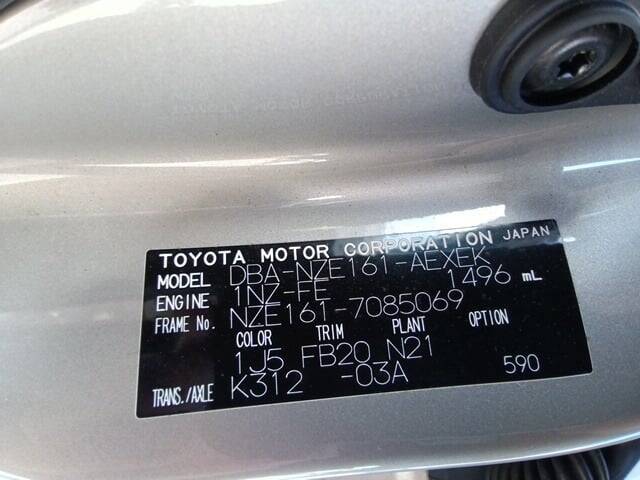 TOYOTA MOTOR CORPORATION JAPAN
MODEL DBA-NZE161-AEXEK
ENGINE 1NZ-FE 1496 mL
FRAME No. NZE161-7085069
COLOR TRIM PLANT OPTION
1J5 FB20 N21
TRANS./AXLE K312 -03A 590